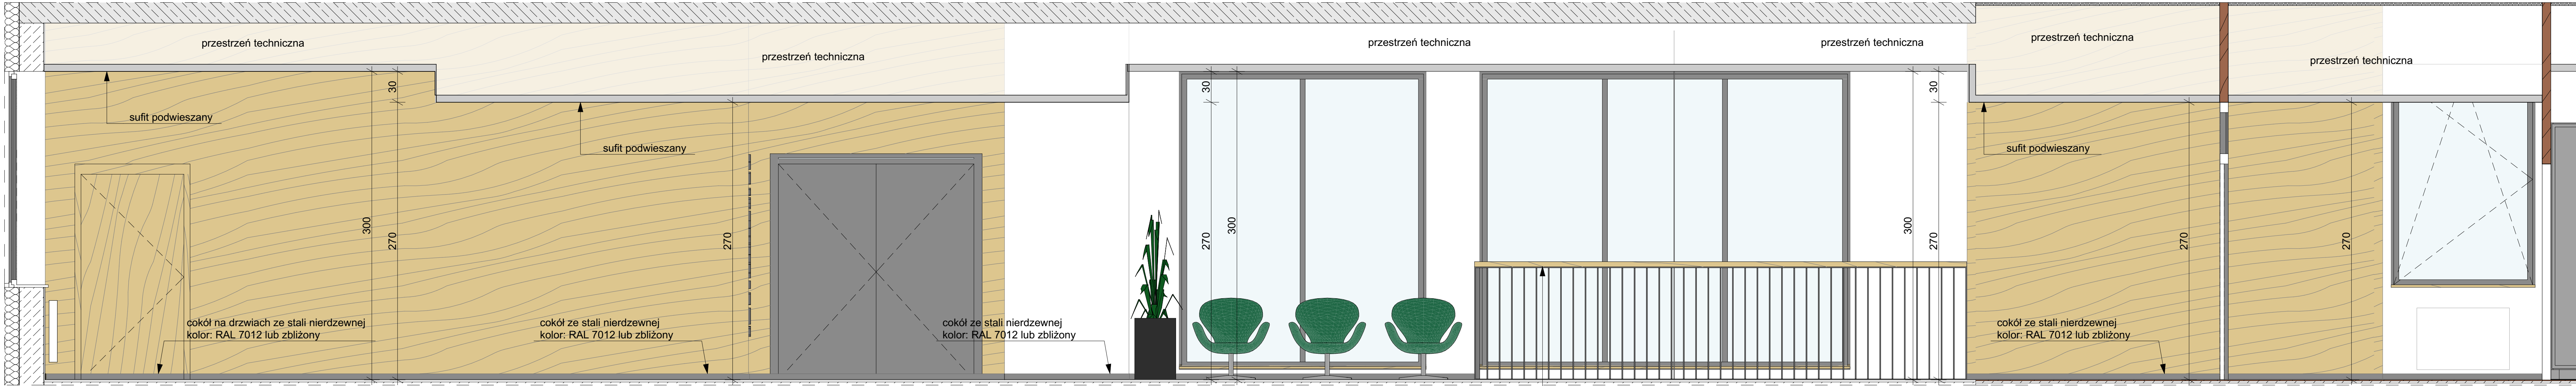 przestrzeń techniczna
przestrzeń techniczna
przestrzeń techniczna
przestrzeń techniczna
przestrzeń techniczna
przestrzeń techniczna
sufit podwieszany
sufit podwieszany
sufit podwieszany
30
30
30
300
270
270
270
300
300
270
270
270
cokół na drzwiach ze stali nierdzewnej
kolor: RAL 7012 lub zbliżony
cokół ze stali nierdzewnej
kolor: RAL 7012 lub zbliżony
cokół ze stali nierdzewnej
kolor: RAL 7012 lub zbliżony
cokół ze stali nierdzewnej
kolor: RAL 7012 lub zbliżony